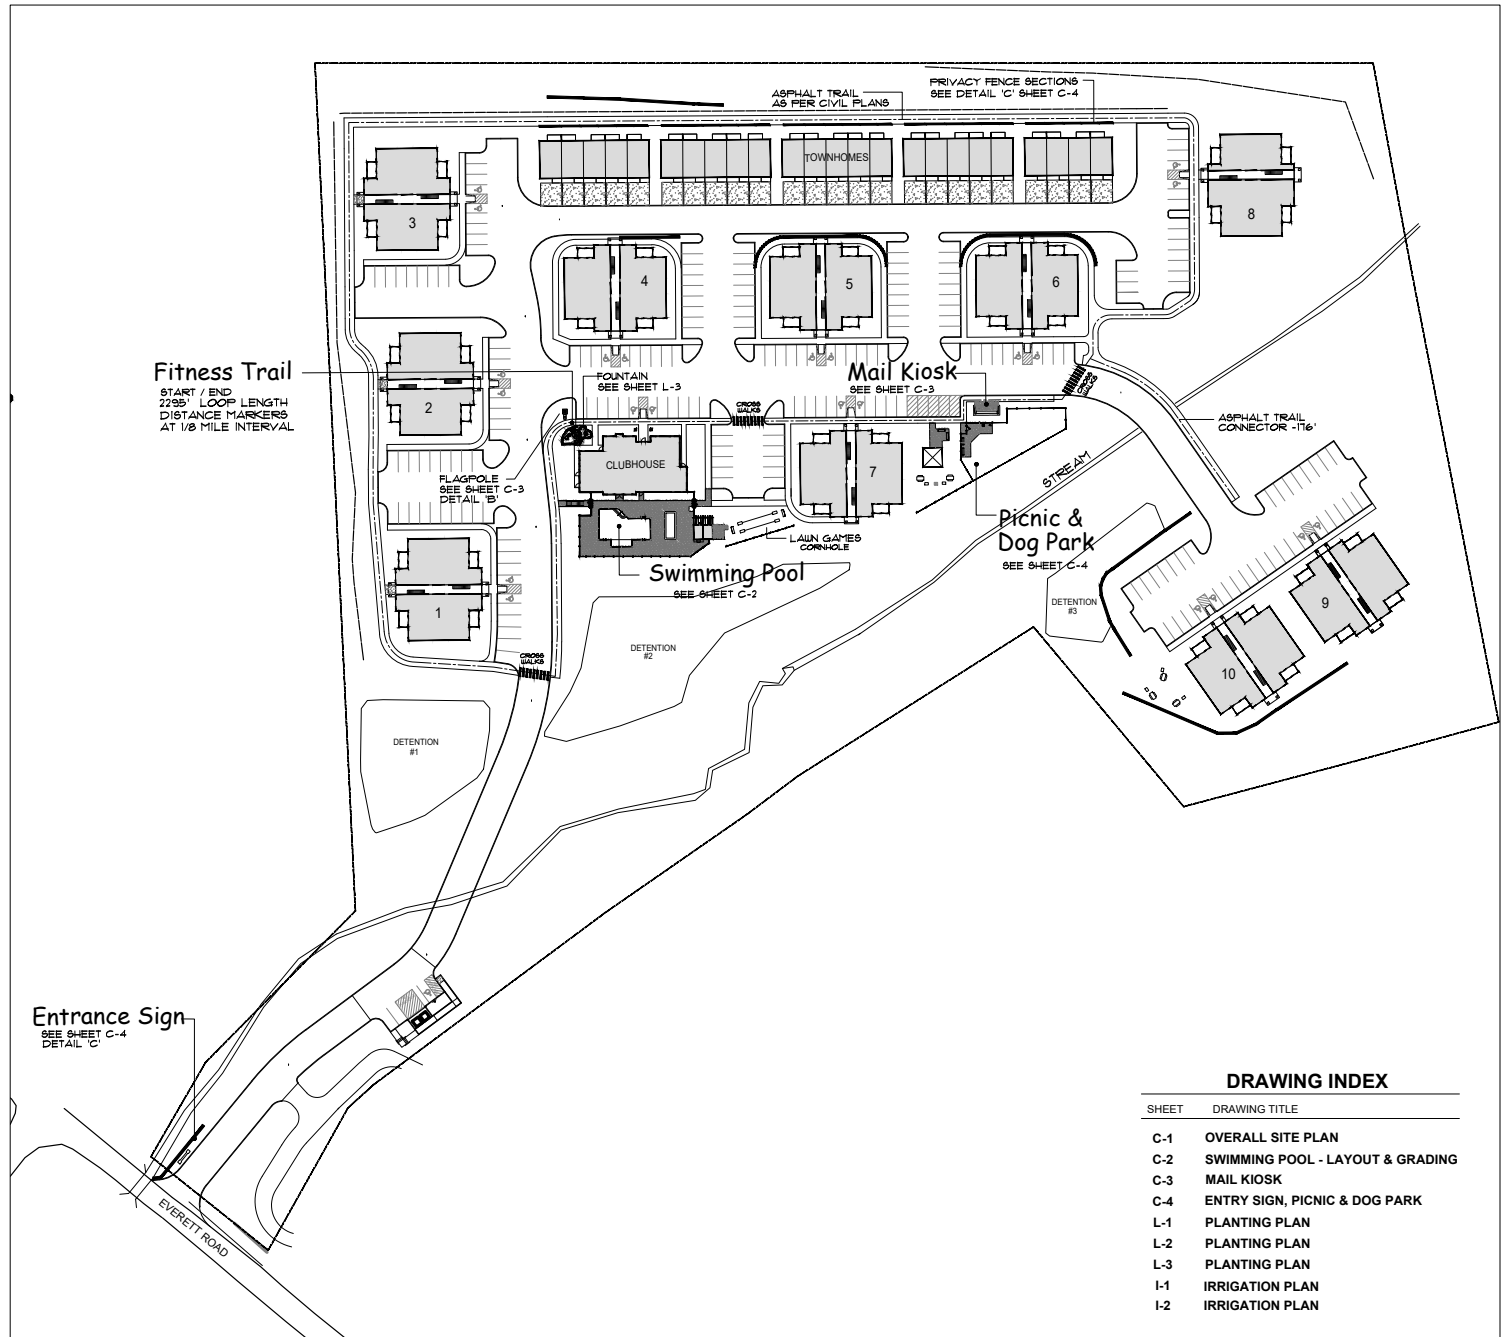 PRIVACY FENCE SECTIONS
SEE DETAIL 'C' SHEET C-4
ASPHALT TRAIL
AS PER CIVIL PLANS
TOWNHOMES
3
8
4
5
6
Fitness Trail
START / END
2295' LOOP LENGTH
DISTANCE MARKERS
AT 1/8 MILE INTERVAL
2
FOUNTAIN
SEE SHEET L-3
Mail Kiosk
SEE SHEET C-3
CROSS
WALKS
CROSS
WALKS
ASPHALT TRAIL
CONNECTOR -176'
CLUBHOUSE
7
STREAM
FLAGPOLE
SEE SHEET C-3
DETAIL 'B'
Picnic &
Dog Park
SEE SHEET C-4
LAWN GAMES
CORNHOLE
Swimming Pool
SEE SHEET C-2
1
DETENTION
#3
9
DETENTION
#2
CROSS
WALKS
10
DETENTION
#1
Entrance Sign
SEE SHEET C-4
DETAIL 'C'
EVERETT ROAD
DRAWING INDEX
SHEET DRAWING TITLE
C-1 OVERALL SITE PLAN
C-2 SWIMMING POOL - LAYOUT & GRADING
C-3 MAIL KIOSK
C-4 ENTRY SIGN, PICNIC & DOG PARK
L-1 PLANTING PLAN
L-2 PLANTING PLAN
L-3 PLANTING PLAN
I-1 IRRIGATION PLAN
I-2 IRRIGATION PLAN